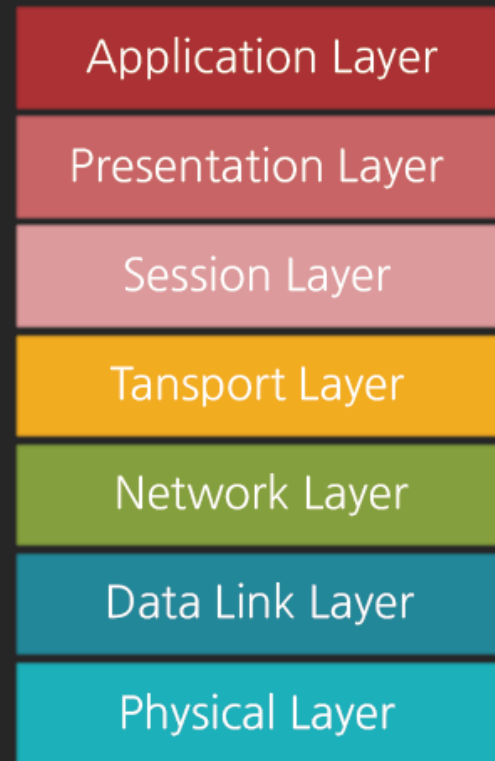 Application Layer
Presentation Layer
Session Layer
Tansport Layer
Network Layer
Data Link Layer
Physical Layer